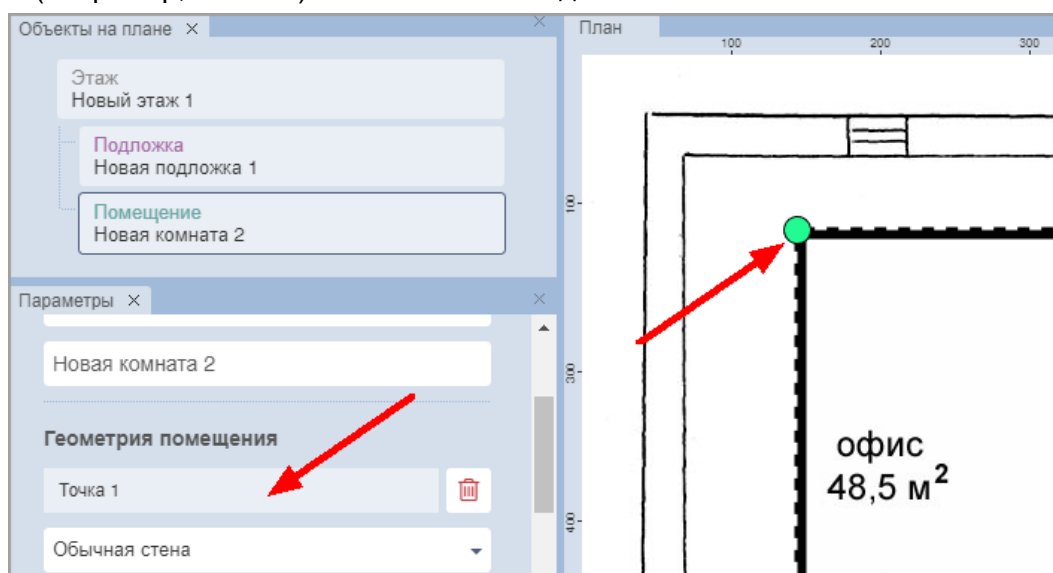 Объекты на плане
План
100 200 300
Этаж
Новый этаж 1
Подложка
Новая подложка 1
Помещение
Новая комната 2
100
Параметры
Новая комната 2
300
Геометрия помещения
офис
48,5 м²
Точка 1
400
Обычная стена